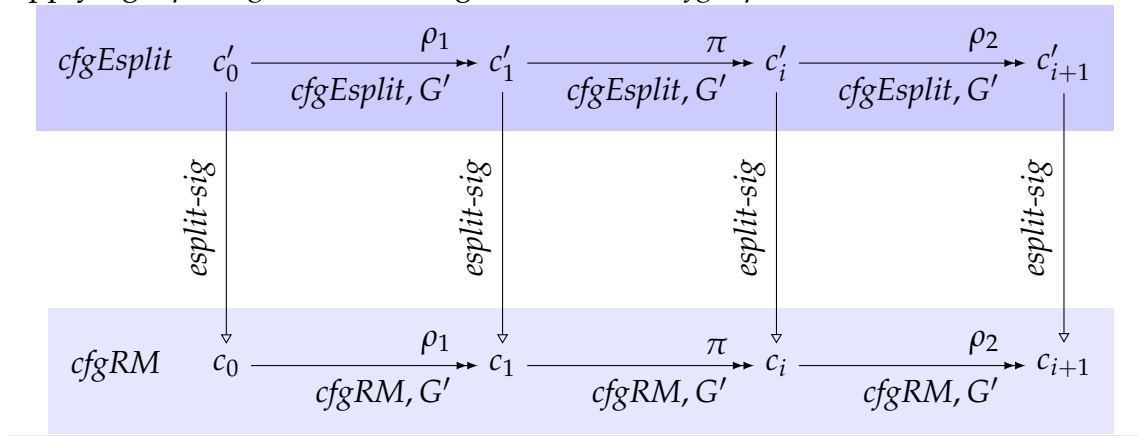 cfgEsplit c′₀ ρ₁ c′₁ π c′ᵢ ρ₂ c′ᵢ₊₁
cfgEsplit, G′ cfgEsplit, G′ cfgEsplit, G′
esplit-sig esplit-sig esplit-sig esplit-sig
cfgRM c₀ ρ₁ c₁ π cᵢ ρ₂ cᵢ₊₁
cfgRM, G′ cfgRM, G′ cfgRM, G′